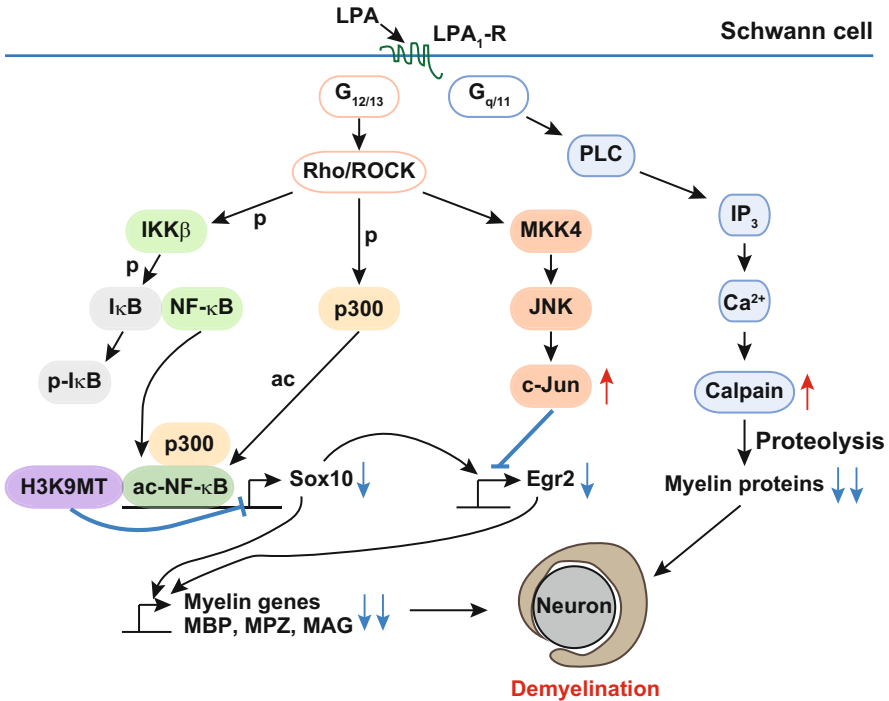 LPA
LPA₁-R
Schwann cell
G₁₂/₁₃
Gq/₁₁
PLC
Rho/ROCK
IP₃
IKKβ
p
p
MKK4
p
IκB
NF-κB
p300
JNK
Ca²⁺
p-IκB
ac
c-Jun
Calpain
p300
Proteolysis
H3K9MT
ac-NF-κB
Sox10
Egr2
Myelin proteins
Myelin genes
MBP, MPZ, MAG
Neuron
Demyelination